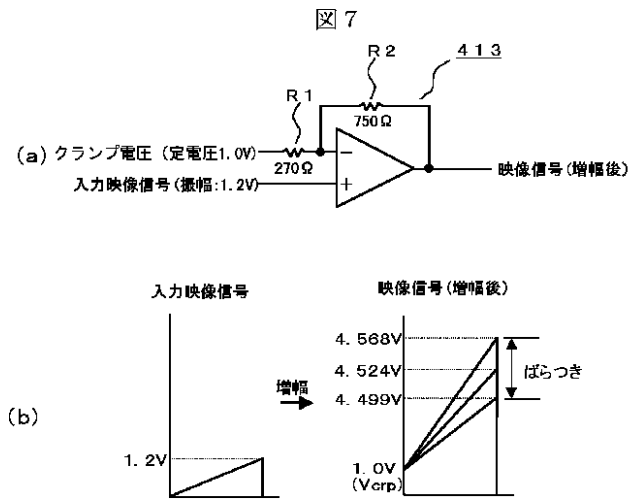 図7
R2
413
R1
750Ω
(a)
クランプ電圧 (定電圧1.0V)
270Ω
入力映像信号(振幅:1.2V)
−
+
映像信号(増幅後)
入力映像信号
映像信号(増幅後)
(b)
1.2V
増幅
4.568V
4.524V
4.499V
ばらつき
1.0V
(Vcrp)